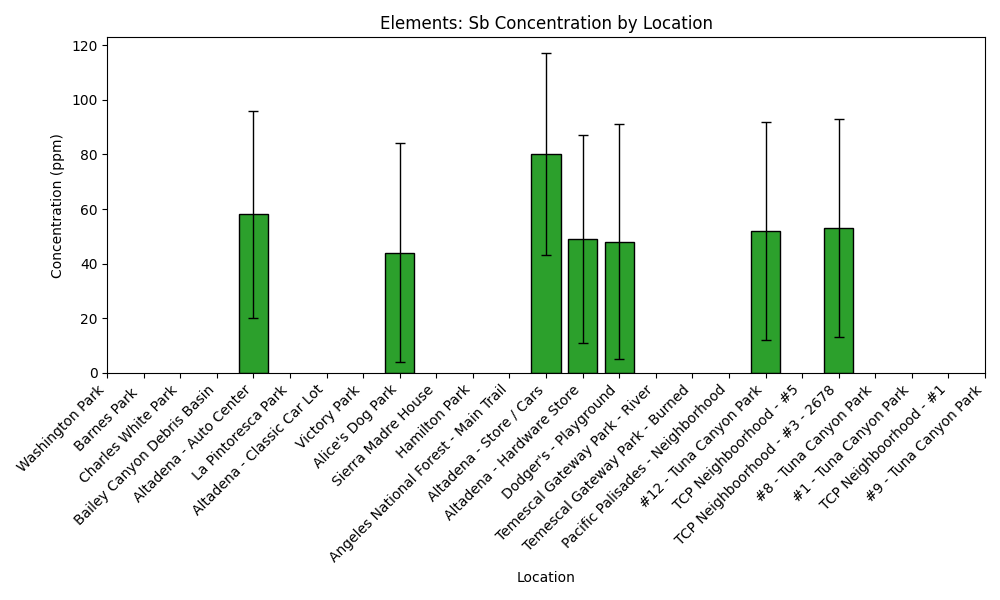 Elements: Sb Concentration by Location
Concentration (ppm)
120
100
80
60
40
20
0
Washington Park
Barnes Park
Charles White Park
Bailey Canyon Debris Basin
Altadena - Auto Center
La Pintoresca Park
Altadena - Classic Car Lot
Victory Park
Alice's Dog Park
Sierra Madre House
Hamilton Park
Angeles National Forest - Main Trail
Altadena - Store / Cars
Altadena - Hardware Store
Dodger's - Playground
Temescal Gateway Park - River
Temescal Gateway Park - Burned
Pacific Palisades - Neighborhood
#12 - Tuna Canyon Park
TCP Neighborhood - #5
TCP Neighboorhood - #3 - 2678
#8 - Tuna Canyon Park
#1 - Tuna Canyon Park
TCP Neighborhood - #1
#9 - Tuna Canyon Park
Location